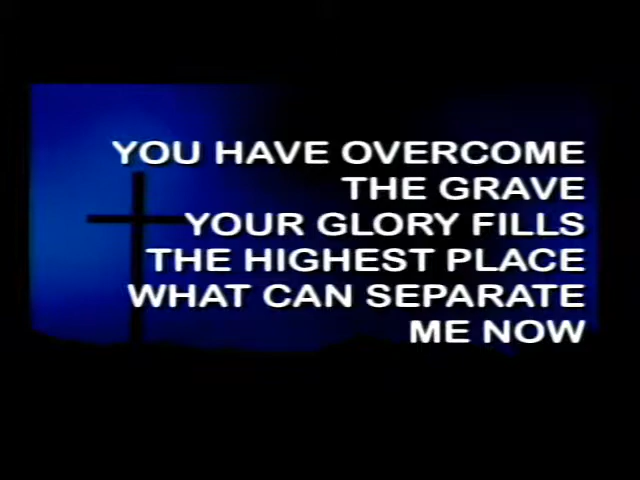 YOU HAVE OVERCOME
THE GRAVE
YOUR GLORY FILLS
THE HIGHEST PLACE
WHAT CAN SEPARATE
ME NOW